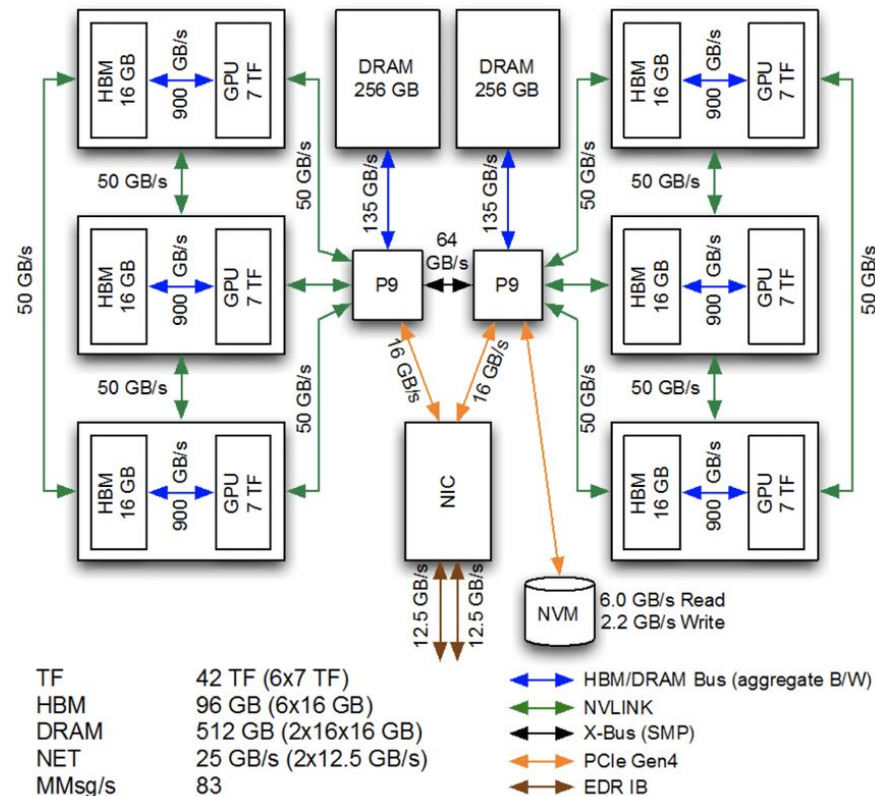 HBM
16 GB
900
GB/s
GPU
7 TF
DRAM
256 GB
DRAM
256 GB
HBM
16 GB
900
GB/s
GPU
7 TF
50 GB/s
50 GB/s
135 GB/s
135 GB/s
50 GB/s
50 GB/s
50 GB/s
HBM
16 GB
900
GB/s
GPU
7 TF
P9
64
GB/s
P9
HBM
16 GB
900
GB/s
GPU
7 TF
50 GB/s
50 GB/s
50 GB/s
16 GB/s
16 GB/s
50 GB/s
50 GB/s
HBM
16 GB
900
GB/s
GPU
7 TF
NIC
HBM
16 GB
900
GB/s
GPU
7 TF
12.5 GB/s
12.5 GB/s
NVM
6.0 GB/s Read
2.2 GB/s Write
TF 42 TF (6x7 TF)
HBM 96 GB (6x16 GB)
DRAM 512 GB (2x16x16 GB)
NET 25 GB/s (2x12.5 GB/s)
MMsg/s 83
HBM/DRAM Bus (aggregate B/W)
NVLINK
X-Bus (SMP)
PCIe Gen4
EDR IB